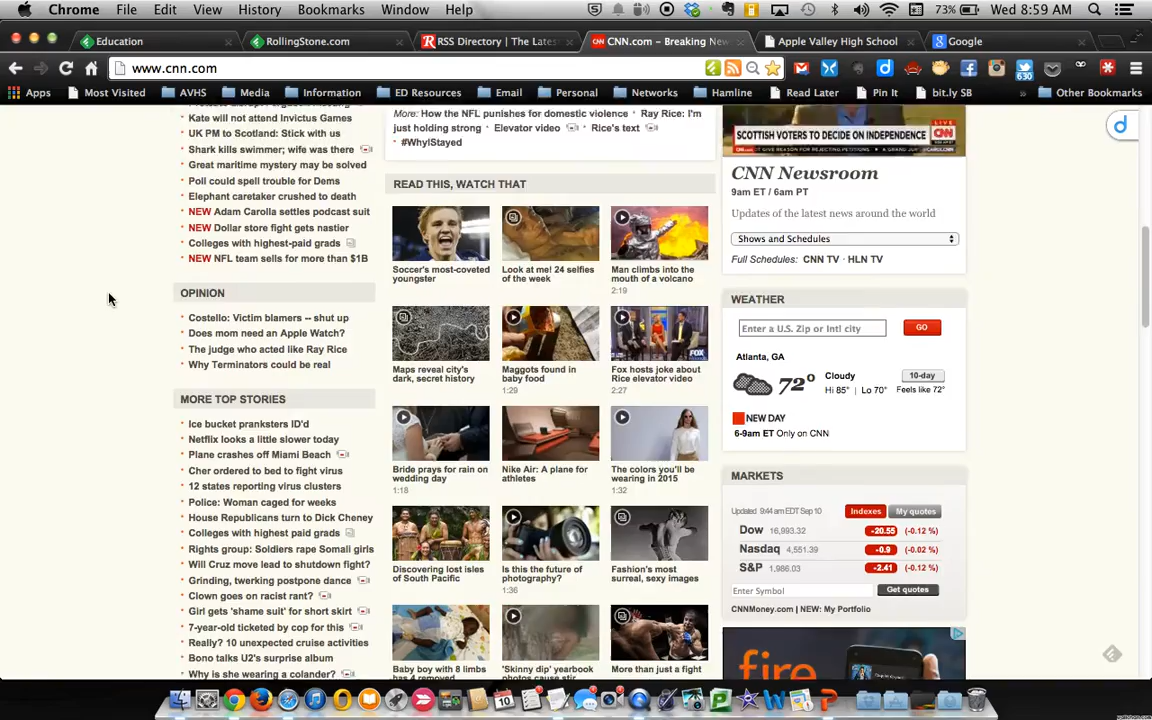 Chrome File Edit View History Bookmarks Window Help 73% Wed 8:59 AM
Education RollingStone.com RSS Directory | The Lates CNN.com – Breaking New Apple Valley High School Google
www.cnn.com
630
Apps Most Visited AVHS Media Information ED Resources Email Personal Networks Hamline Read Later Pin It bit.ly SB » Other Bookmarks
Kate will not attend Invictus Games
UK PM to Scotland: Stick with us
Shark kills swimmer; wife was there
Great maritime mystery may be solved
Poll could spell trouble for Dems
Elephant caretaker crushed to death
NEW Adam Carolla settles podcast suit
NEW Dollar store fight gets nastier
Colleges with highest-paid grads
NEW NFL team sells for more than $1B
OPINION
Costello: Victim blamers -- shut up
Does mom need an Apple Watch?
The judge who acted like Ray Rice
Why Terminators could be real
MORE TOP STORIES
Ice bucket pranksters ID'd
Netflix looks a little slower today
Plane crashes off Miami Beach
Cher ordered to bed to fight virus
12 states reporting virus clusters
Police: Woman caged for weeks
House Republicans turn to Dick Cheney
Colleges with highest paid grads
Rights group: Soldiers rape Somali girls
Will Cruz move lead to shutdown fight?
Grinding, twerking postpone dance
Clown goes on racist rant?
Girl gets 'shame suit' for short skirt
7-year-old ticketed by cop for this
Really? 10 unexpected cruise activities
Bono talks U2's surprise album
Why is she wearing a colander?
More: How the NFL punishes for domestic violence • Ray Rice: I'm
just holding strong • Elevator video • Rice's text
• #WhyIStayed
READ THIS, WATCH THAT
Soccer's most-coveted
youngster
Look at me! 24 selfies
of the week
Man climbs into the
mouth of a volcano
2:19
Maps reveal city's
dark, secret history
Maggots found in
baby food
1:29
FOX
Fox hosts joke about
Rice elevator video
2:27
Bride prays for rain on
wedding day
1:18
Nike Air: A plane for
athletes
The colors you'll be
wearing in 2015
1:32
Discovering lost isles
of South Pacific
Is this the future of
photography?
1:36
Fashion's most
surreal, sexy images
Baby boy with 8 limbs
has 4 removed
'Skinny dip' yearbook
photos cause stir
More than just a fight
SCOTTISH VOTERS TO DECIDE ON INDEPENDENCE CNN
CNN Newsroom
9am ET / 6am PT
Updates of the latest news around the world
Shows and Schedules
Full Schedules: CNN TV · HLN TV
WEATHER
Enter a U.S. Zip or Intl city GO
Atlanta, GA
72° Cloudy 10-day
Hi 85° | Lo 70° Feels like 72°
NEW DAY
6-9am ET Only on CNN
MARKETS
Updated 9:44 am EDT Sep 10 Indexes My quotes
Dow 16,993.32 -20.55 (-0.12 %)
Nasdaq 4,551.39 -0.9 (-0.02 %)
S&P 1,986.03 -2.41 (-0.12 %)
Enter Symbol Get quotes
CNNMoney.com | NEW: My Portfolio
fire